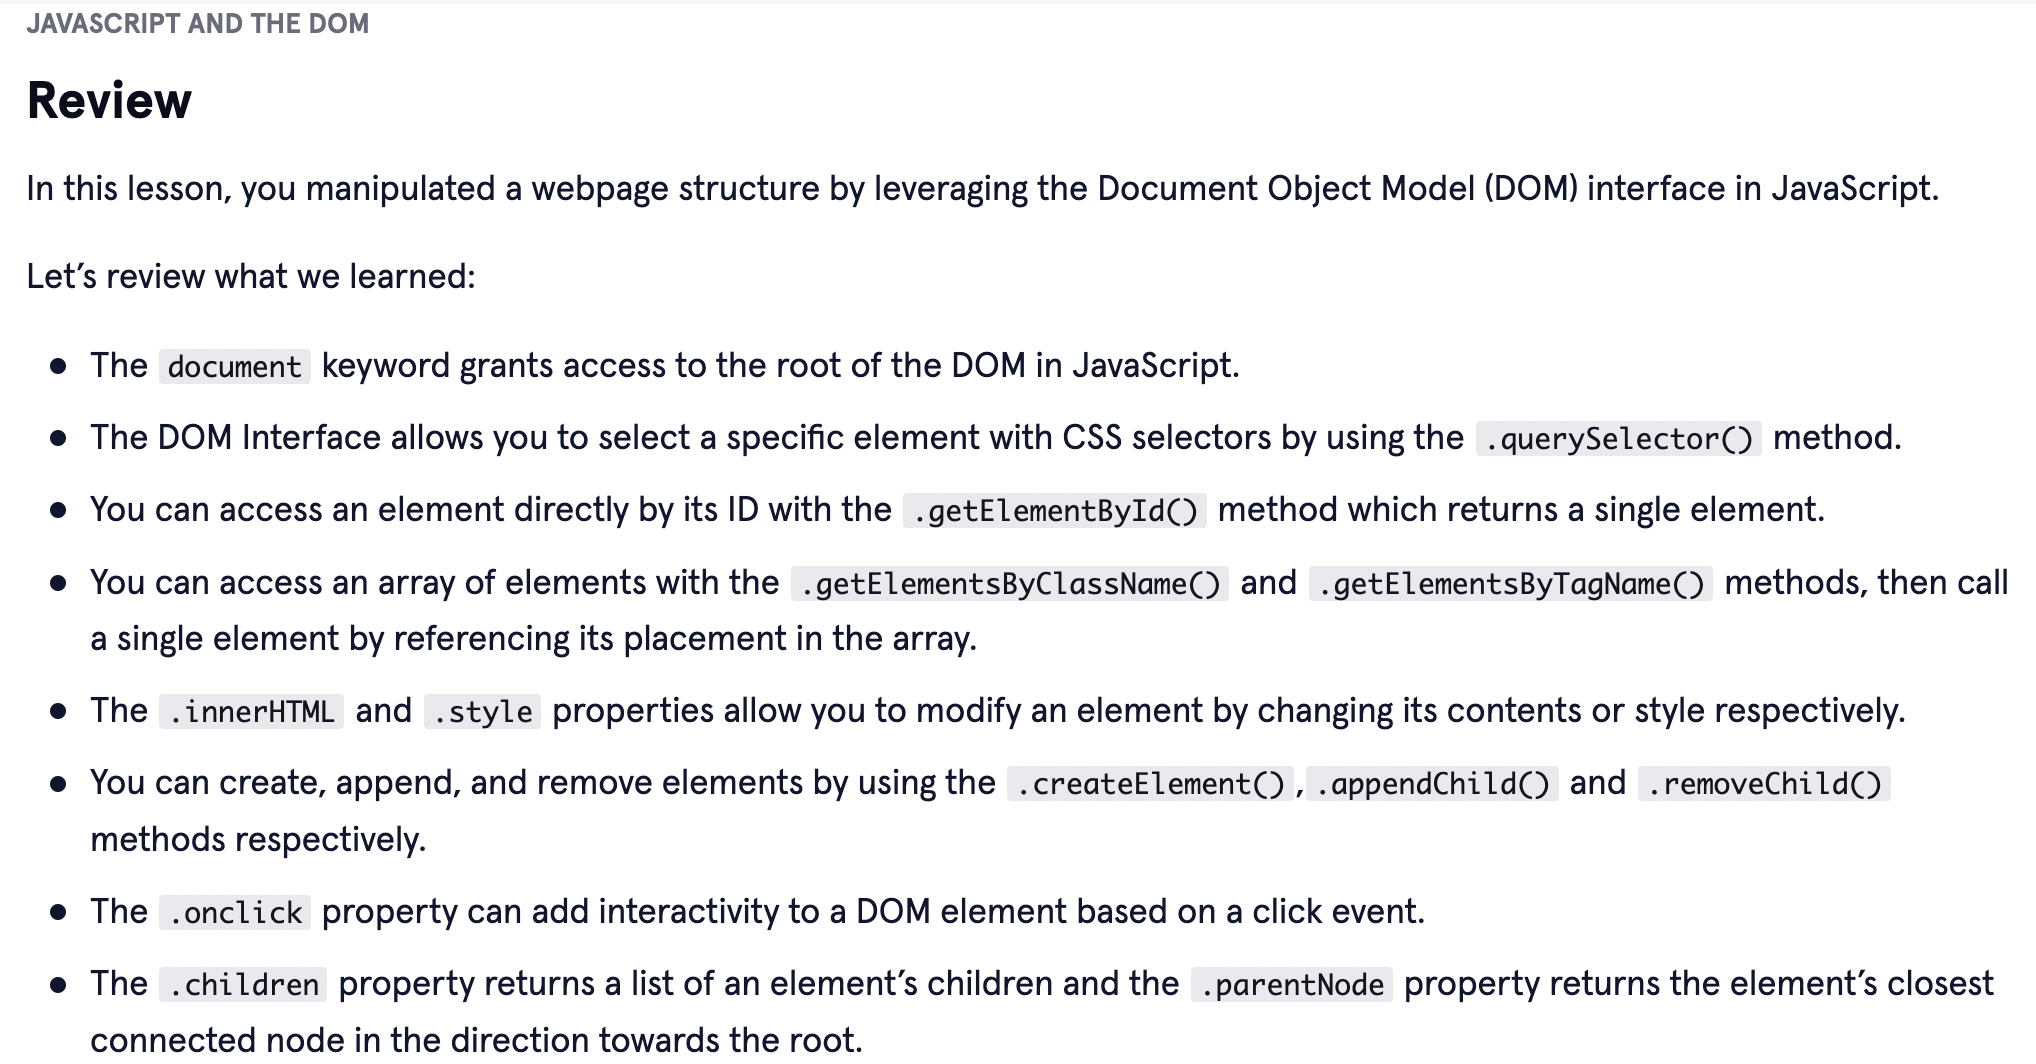 JAVASCRIPT AND THE DOM
Review
In this lesson, you manipulated a webpage structure by leveraging the Document Object Model (DOM) interface in JavaScript.
Let’s review what we learned:
● The document keyword grants access to the root of the DOM in JavaScript.
● The DOM Interface allows you to select a specific element with CSS selectors by using the .querySelector() method.
● You can access an element directly by its ID with the .getElementById() method which returns a single element.
● You can access an array of elements with the .getElementsByClassName() and .getElementsByTagName() methods, then call
a single element by referencing its placement in the array.
● The .innerHTML and .style properties allow you to modify an element by changing its contents or style respectively.
● You can create, append, and remove elements by using the .createElement(), .appendChild() and .removeChild()
methods respectively.
● The .onclick property can add interactivity to a DOM element based on a click event.
● The .children property returns a list of an element’s children and the .parentNode property returns the element’s closest
connected node in the direction towards the root.